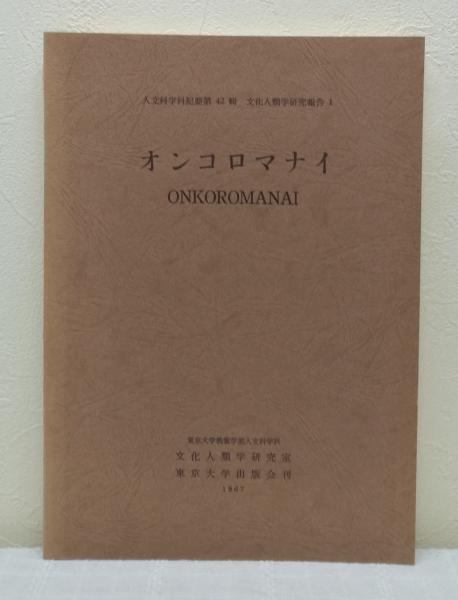 人文科学科紀要第 42 輯 文化人類学研究報告 1
オンコロマナイ
ONKOROMANAI
東京大学教養学部人文科学科
文化人類学研究室
東京大学出版会刊
1967